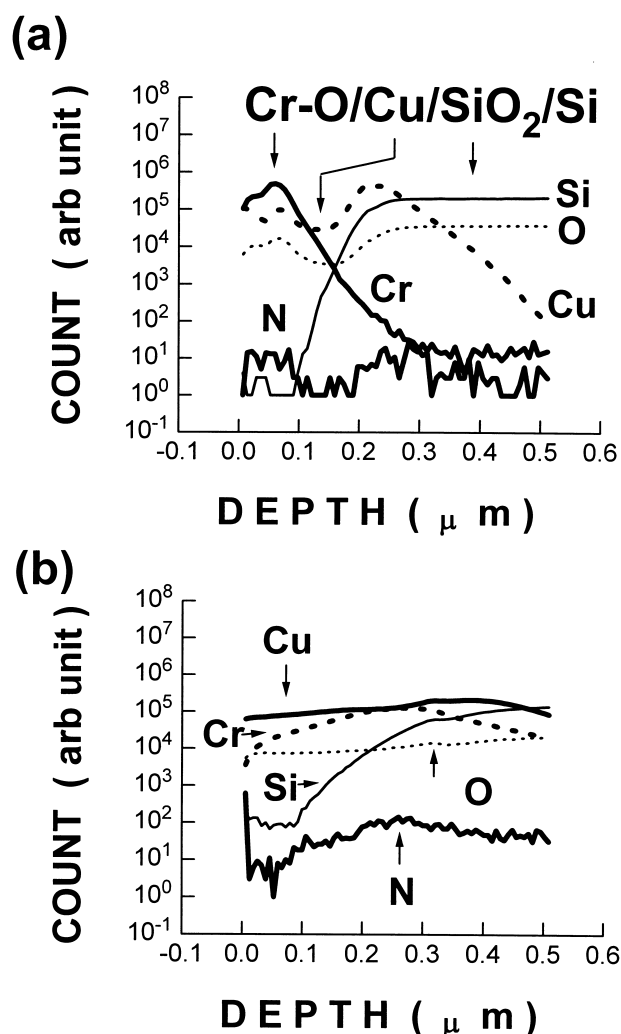 (a)
COUNT ( arb unit )
10⁸
10⁷
10⁶
10⁵
10⁴
10³
10²
10¹
10⁰
10⁻¹
Cr-O/Cu/SiO₂/Si
Si
O
Cu
Cr
N
-0.1 0.0 0.1 0.2 0.3 0.4 0.5 0.6
DEPTH ( μ m )
(b)
COUNT ( arb unit )
10⁸
10⁷
10⁶
10⁵
10⁴
10³
10²
10¹
10⁰
10⁻¹
Cu
Cr
Si
O
N
-0.1 0.0 0.1 0.2 0.3 0.4 0.5 0.6
DEPTH ( μ m )